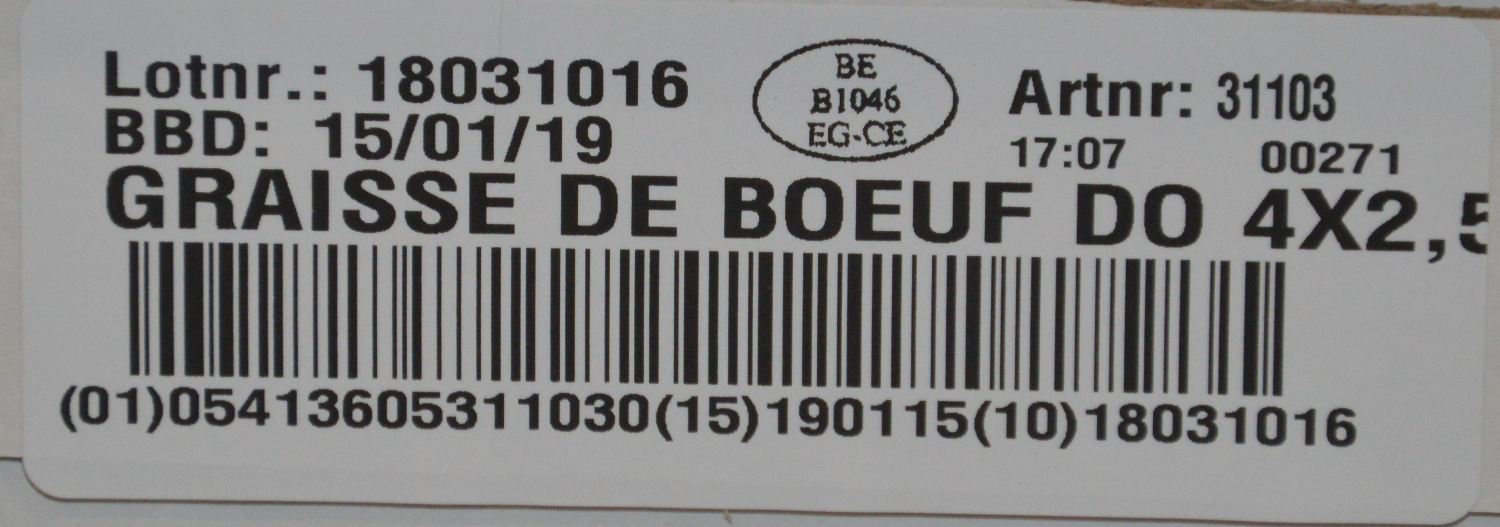 Lotnr.: 18031016
BBD: 15/01/19
BE
B1046
EG-CE
Artnr: 31103
17:07 00271
GRAISSE DE BOEUF DO 4X2,5
(01)05413605311030(15)190115(10)18031016